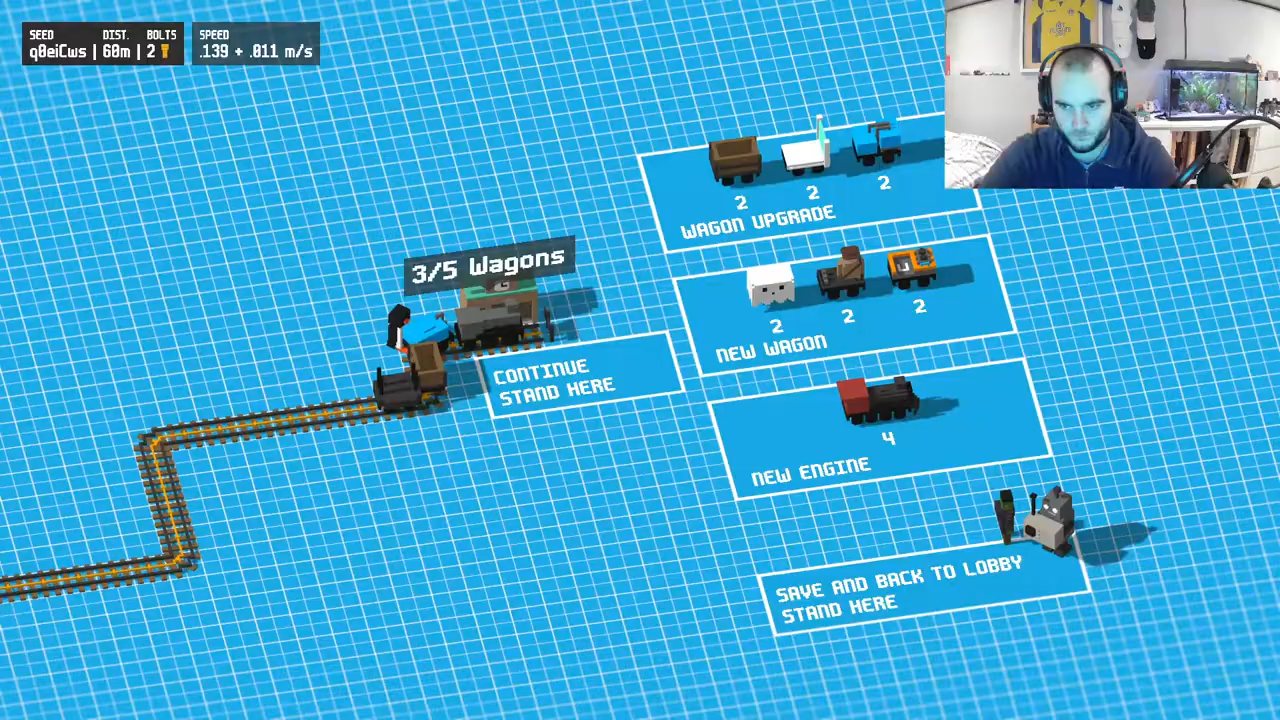 SEED DIST. BOLTS
q0eiCws | 60m | 2
SPEED
.139 + .011 m/s
2 2 2
WAGON UPGRADE
3/5 Wagons
2 2 2
NEW WAGON
CONTINUE
STAND HERE
4
NEW ENGINE
SAVE AND BACK TO LOBBY
STAND HERE